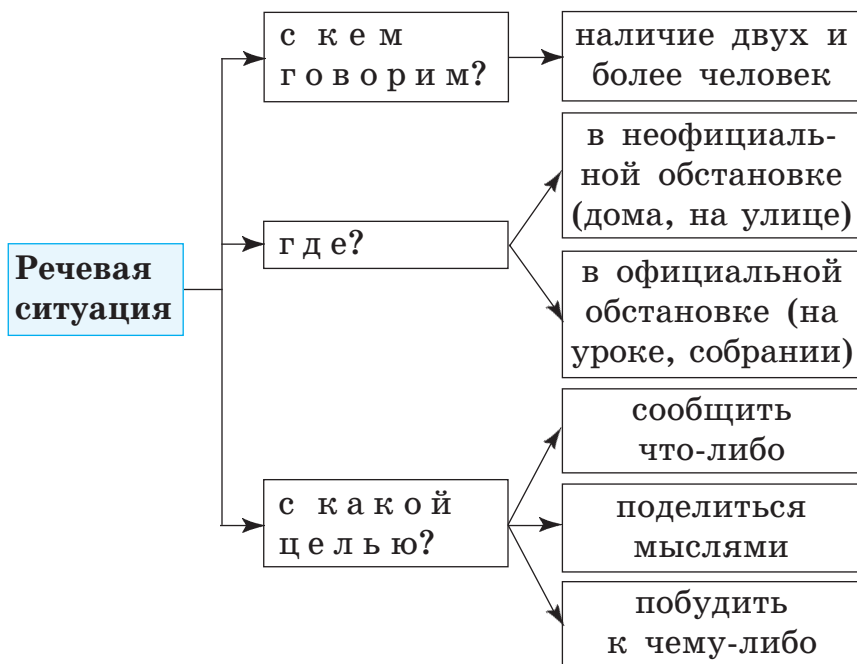 с кем
говорим?
наличие двух и
более человек
Речевая
ситуация
где?
в неофициаль-
ной обстановке
(дома, на улице)
в официальной
обстановке (на
уроке, собрании)
с какой
целью?
сообщить
что-либо
поделиться
мыслями
побудить
к чему-либо